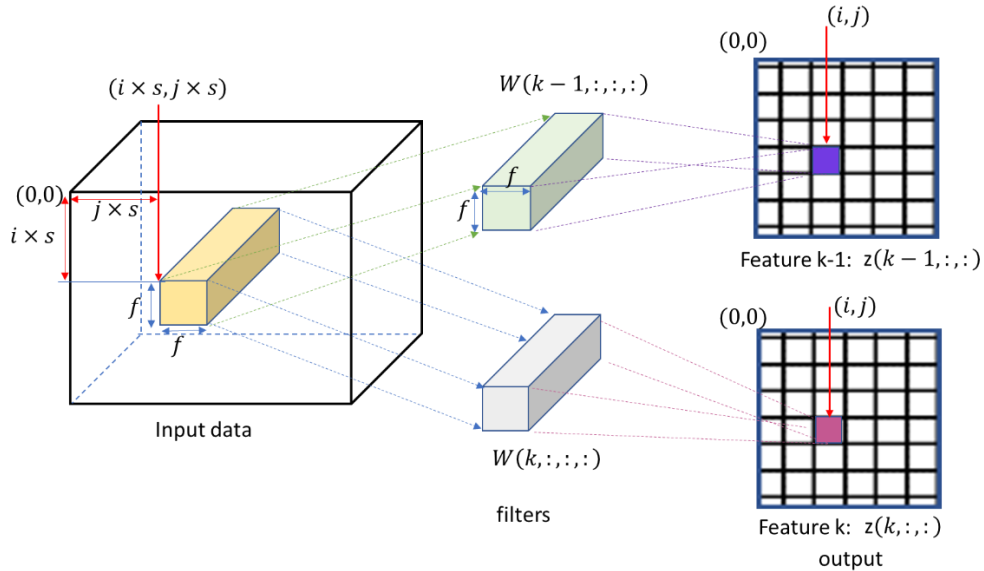 (i × s, j × s)
(0,0)
j × s
i × s
f
f
Input data
W(k − 1, : , : , : )
f
f
W(k, : , : , : )
filters
(i, j)
(0,0)
Feature k-1: z(k − 1, : , : )
(i, j)
(0,0)
Feature k: z(k, : , : )
output